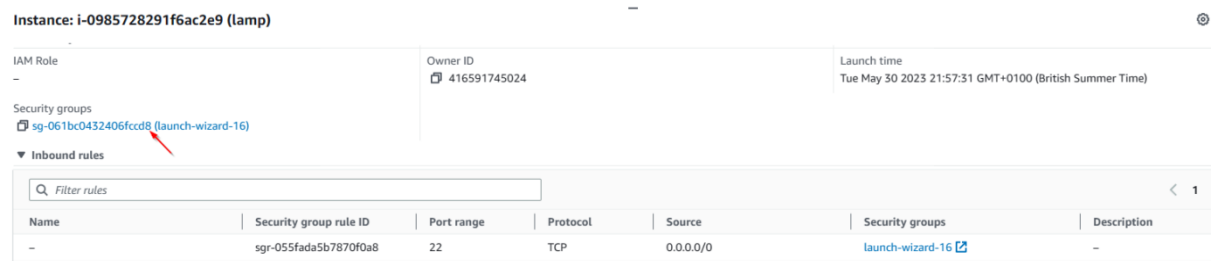 Instance: i-0985728291f6ac2e9 (lamp)
IAM Role
–
Owner ID
416591745024
Launch time
Tue May 30 2023 21:57:31 GMT+0100 (British Summer Time)
Security groups
sg-061bc0432406fccd8 (launch-wizard-16)
Inbound rules
Filter rules
1
Name Security group rule ID Port range Protocol Source Security groups Description
– sgr-055fada5b7870f0a8 22 TCP 0.0.0.0/0 launch-wizard-16 –